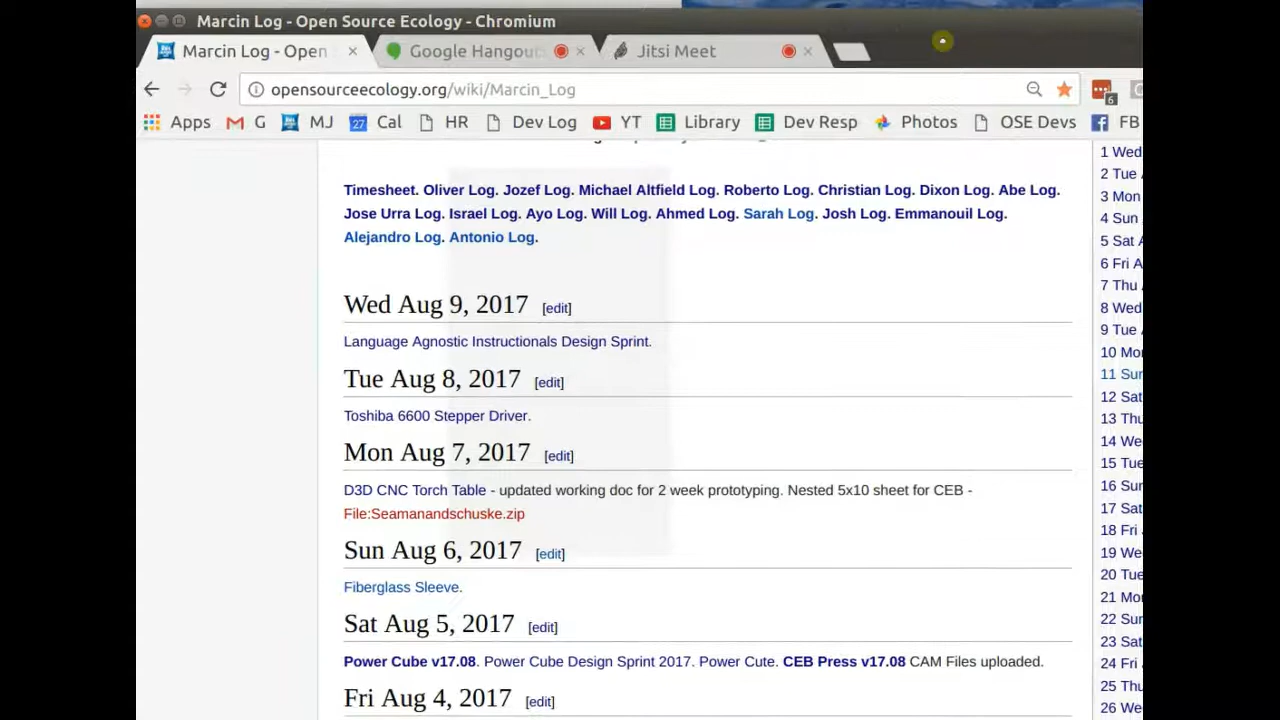 Marcin Log - Open Source Ecology - Chromium
Marcin Log - Open
Google Hangout
Jitsi Meet
opensourceecology.org/wiki/Marcin_Log
6
Apps G MJ 27 Cal HR Dev Log YT Library Dev Resp Photos OSE Devs FB
Timesheet. Oliver Log. Jozef Log. Michael Altfield Log. Roberto Log. Christian Log. Dixon Log. Abe Log.
Jose Urra Log. Israel Log. Ayo Log. Will Log. Ahmed Log. Sarah Log. Josh Log. Emmanouil Log.
Alejandro Log. Antonio Log.
Wed Aug 9, 2017 [edit]
Language Agnostic Instructionals Design Sprint.
Tue Aug 8, 2017 [edit]
Toshiba 6600 Stepper Driver.
Mon Aug 7, 2017 [edit]
D3D CNC Torch Table - updated working doc for 2 week prototyping. Nested 5x10 sheet for CEB -
File:Seamanandschuske.zip
Sun Aug 6, 2017 [edit]
Fiberglass Sleeve.
Sat Aug 5, 2017 [edit]
Power Cube v17.08. Power Cube Design Sprint 2017. Power Cute. CEB Press v17.08 CAM Files uploaded.
Fri Aug 4, 2017 [edit]
1 Wed
2 Tue
3 Mon
4 Sun
5 Sat
6 Fri
7 Thu
8 Wed
9 Tue
10 Mo
11 Sur
12 Sat
13 Thu
14 We
15 Tue
16 Sun
17 Sat
18 Fri
19 We
20 Tue
21 Mon
22 Sun
23 Sat
24 Fri
25 Thu
26 We